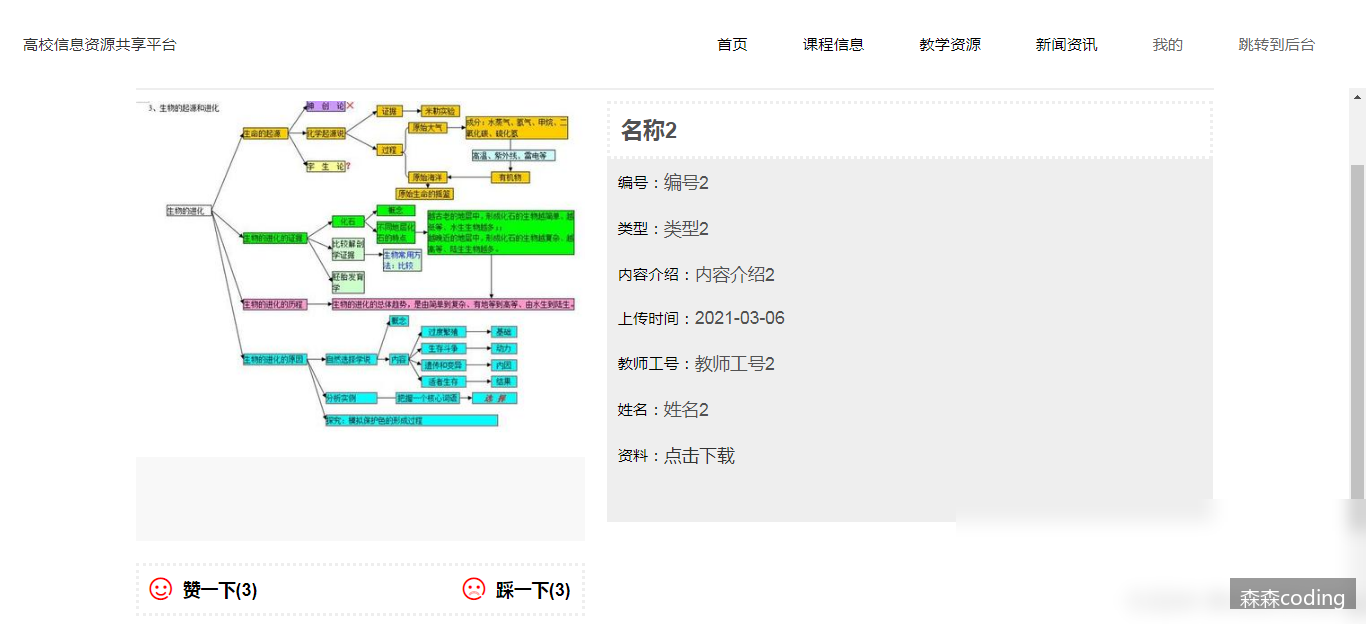 高校信息资源共享平台
首页
课程信息
教学资源
新闻资讯
我的
跳转到后台
3、生物的起源和进化
神 创 论
生命的起源
化学起源说
证据
米勒实验
过程
原始大气
成分：水蒸气、氨气、甲烷、二
氧化碳、硫化氢
高温、紫外线、雷电等
原始海洋
有机物
原始生命的摇篮
生物的进化
生物的进化的证据
化石
概念
不同地层化
石的特点
越古老的地层中，形成化石的生物越简单、越
低等、水生生物越多；；
越晚近的地层中，形成化石的生物越复杂、越
高等、陆生生物越多。
比较解剖
学证据
生物常用方
法：比较
胚胎发育
学
生物的进化的历程
生物的进化的总体趋势，是由简单到复杂、有地等到高等、由水生到陆生。
生物的进化的原因
自然选择学说
概念
内容
过度繁殖
基础
生存斗争
动力
遗传和变异
内因
适者生存
结果
分析实例
把握一个核心词语
选 择
探究：模拟保护色的形成过程
名称2
编号：编号2
类型：类型2
内容介绍：内容介绍2
上传时间：2021-03-06
教师工号：教师工号2
姓名：姓名2
资料：点击下载
赞一下(3)
踩一下(3)
森森coding